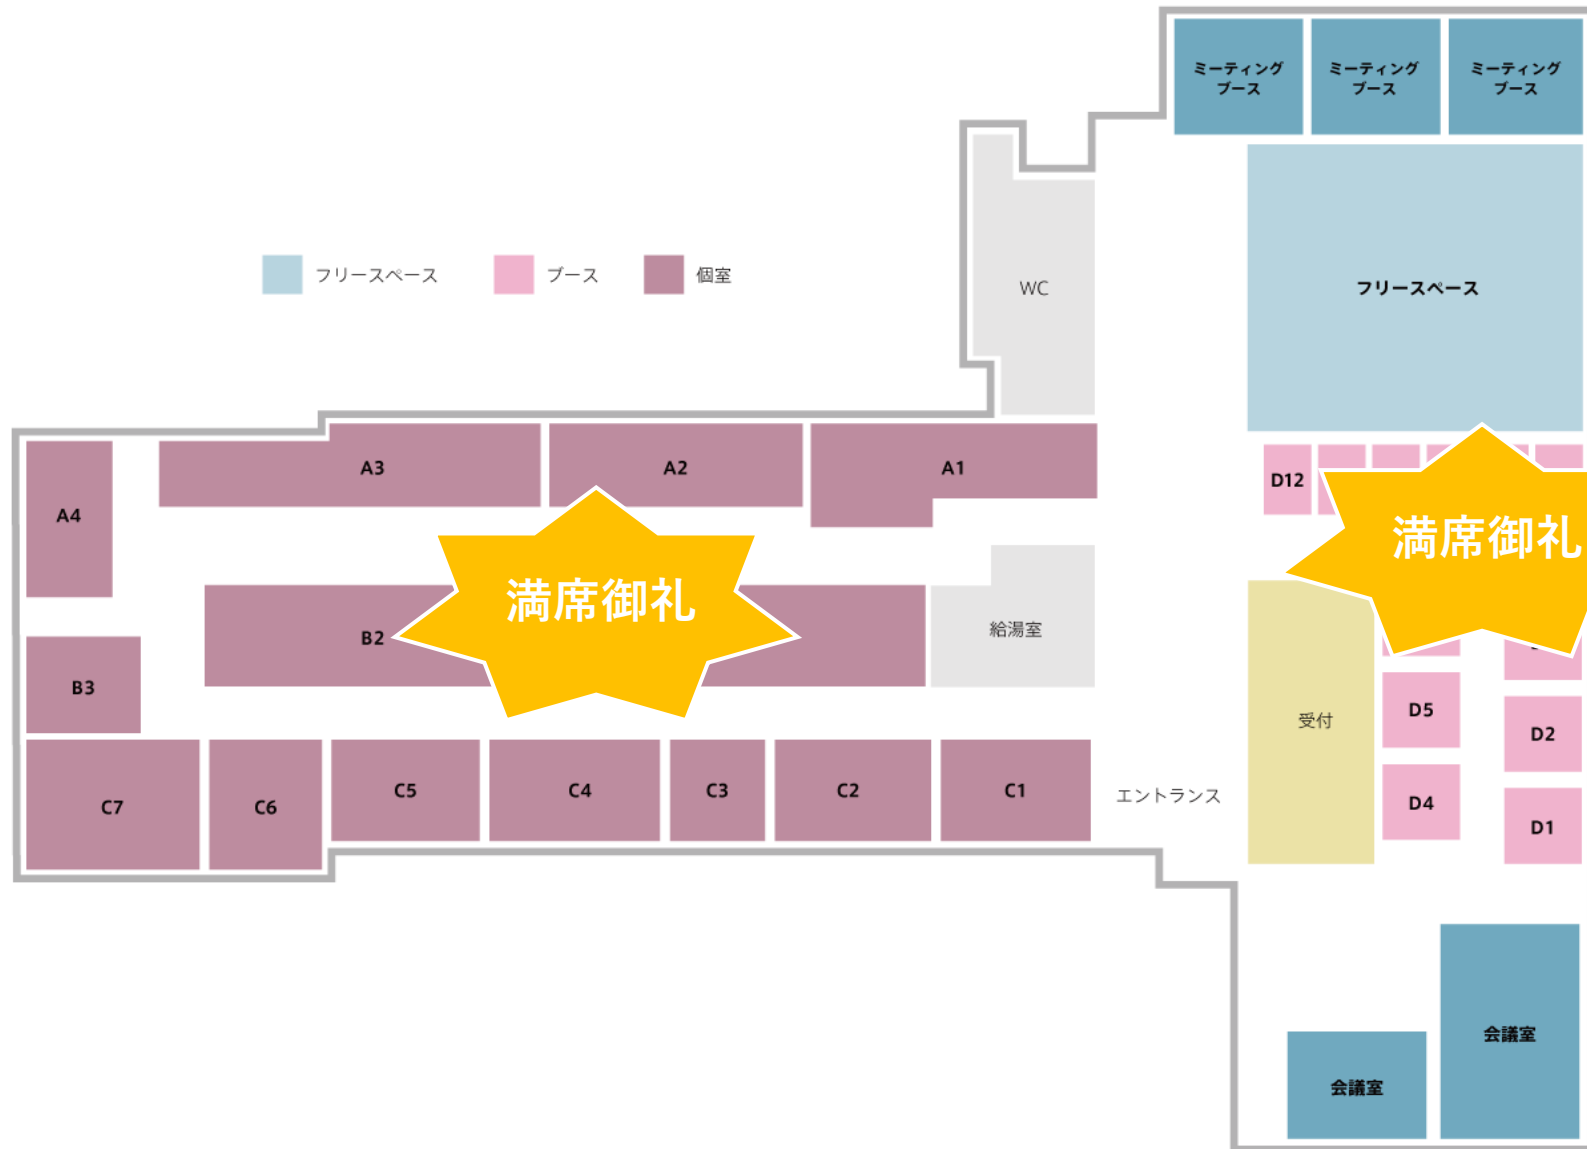 ミーティング
ブース
ミーティング
ブース
ミーティング
ブース
フリースペース
ブース
個室
WC
フリースペース
A4
A3
A2
A1
D12
満席御礼
満席御礼
B2
給湯室
B3
受付
D5
D2
D4
D1
C7
C6
C5
C4
C3
C2
C1
エントランス
会議室
会議室